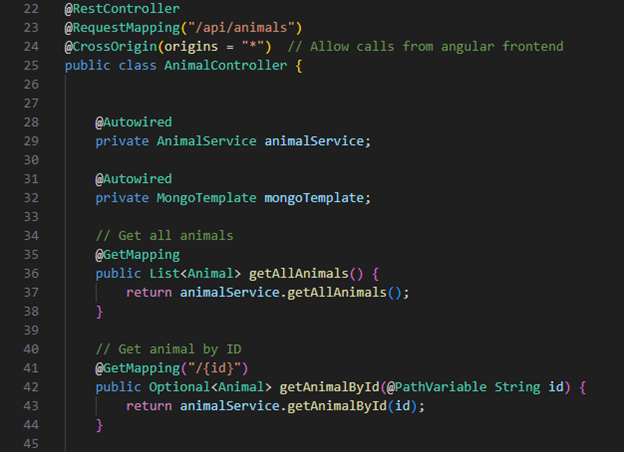 22 @RestController
23 @RequestMapping("/api/animals")
24 @CrossOrigin(origins = "*")  // Allow calls from angular frontend
25 public class AnimalController {
26
27
28     @Autowired
29     private AnimalService animalService;
30
31     @Autowired
32     private MongoTemplate mongoTemplate;
33
34     // Get all animals
35     @GetMapping
36     public List<Animal> getAllAnimals() {
37         return animalService.getAllAnimals();
38     }
39
40     // Get animal by ID
41     @GetMapping("/{id}")
42     public Optional<Animal> getAnimalById(@PathVariable String id) {
43         return animalService.getAnimalById(id);
44     }
45